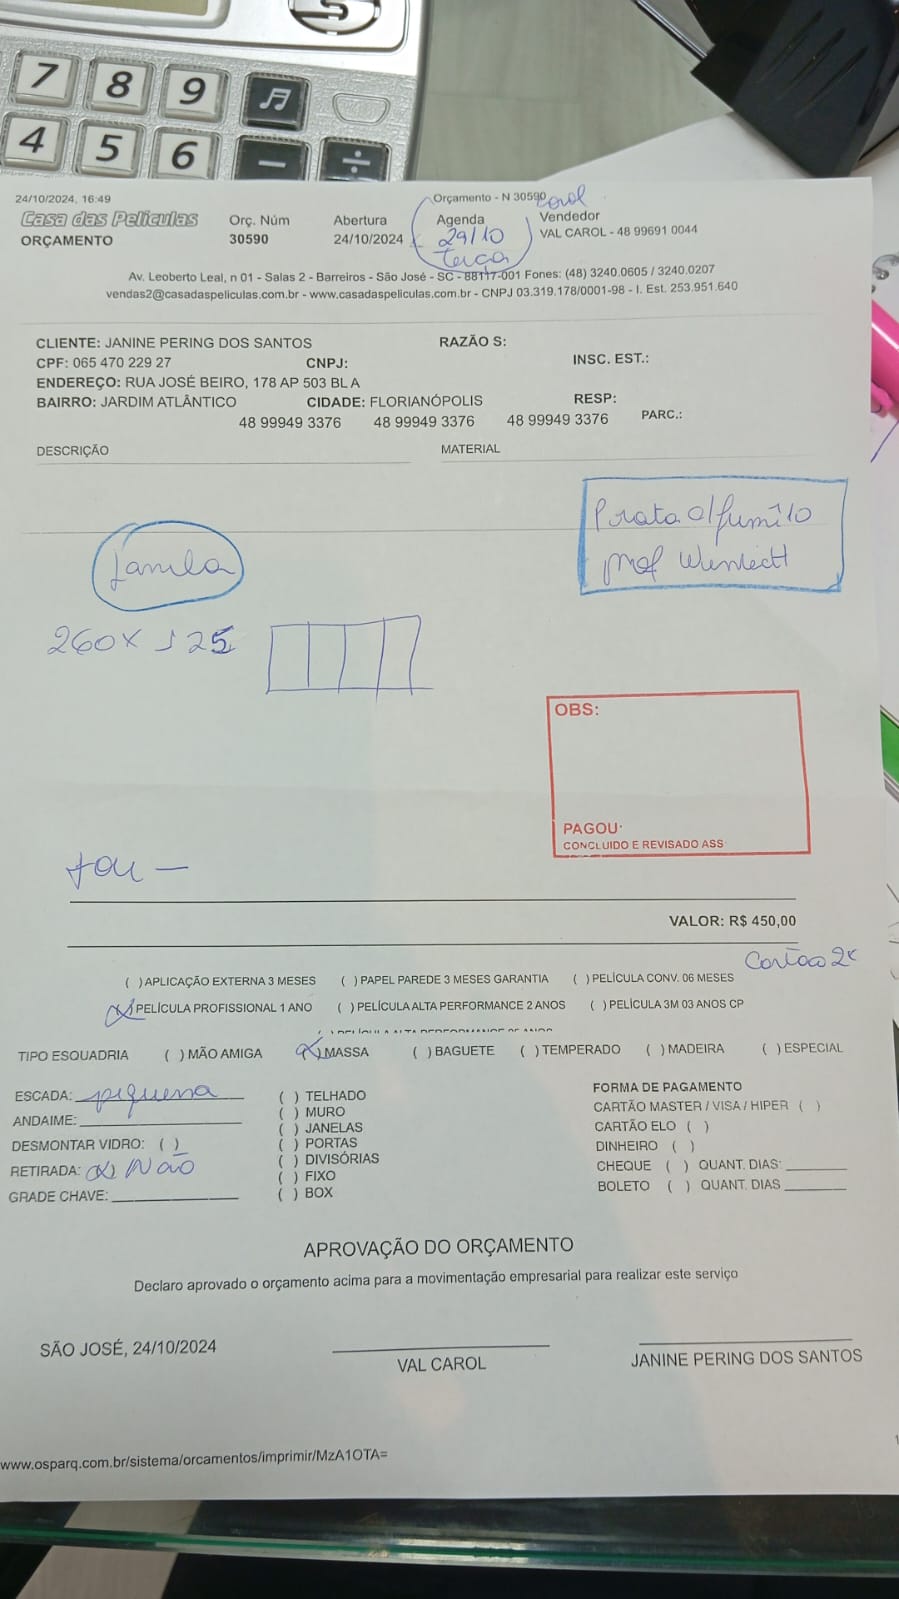 7 8 9
4 5 6 − ÷
24/10/2024, 16:49
Orçamento - N 30590
Carol
Casa das Películas
ORÇAMENTO
Orç. Núm
30590
Abertura
24/10/2024
Agenda
29/10
terça
Vendedor
VAL CAROL - 48 99691 0044
Av. Leoberto Leal, n 01 - Salas 2 - Barreiros - São José - SC - 88117-001 Fones: (48) 3240.0605 / 3240.0207
vendas2@casadaspeliculas.com.br - www.casadaspeliculas.com.br - CNPJ 03.319.178/0001-98 - I. Est. 253.951.640
CLIENTE: JANINE PERING DOS SANTOS RAZÃO S:
CPF: 065 470 229 27 CNPJ: INSC. EST.:
ENDEREÇO: RUA JOSÉ BEIRO, 178 AP 503 BL A
BAIRRO: JARDIM ATLÂNTICO CIDADE: FLORIANÓPOLIS RESP:
48 99949 3376 48 99949 3376 48 99949 3376 PARC.:
DESCRIÇÃO MATERIAL
Prata c/ fumê 10
prof
Janela
260 x 125
OBS:
PAGOU:
CONCLUIDO E REVISADO ASS
VALOR: R$ 450,00
Cartão 2x
( ) APLICAÇÃO EXTERNA 3 MESES ( ) PAPEL PAREDE 3 MESES GARANTIA ( ) PELÍCULA CONV. 06 MESES
(x) PELÍCULA PROFISSIONAL 1 ANO ( ) PELÍCULA ALTA PERFORMANCE 2 ANOS ( ) PELÍCULA 3M 03 ANOS CP
TIPO ESQUADRIA ( ) MÃO AMIGA (x) MASSA ( ) BAGUETE ( ) TEMPERADO ( ) MADEIRA ( ) ESPECIAL
ESCADA: pequena
ANDAIME:
DESMONTAR VIDRO: ( )
RETIRADA: (x) Não
GRADE CHAVE:
( ) TELHADO
( ) MURO
( ) JANELAS
( ) PORTAS
( ) DIVISÓRIAS
( ) FIXO
( ) BOX
FORMA DE PAGAMENTO
CARTÃO MASTER / VISA / HIPER ( )
CARTÃO ELO ( )
DINHEIRO ( )
CHEQUE ( ) QUANT. DIAS:
BOLETO ( ) QUANT. DIAS
APROVAÇÃO DO ORÇAMENTO
Declaro aprovado o orçamento acima para a movimentação empresarial para realizar este serviço
SÃO JOSÉ, 24/10/2024
VAL CAROL
JANINE PERING DOS SANTOS
www.osparq.com.br/sistema/orcamentos/imprimir/MzA1OTA=